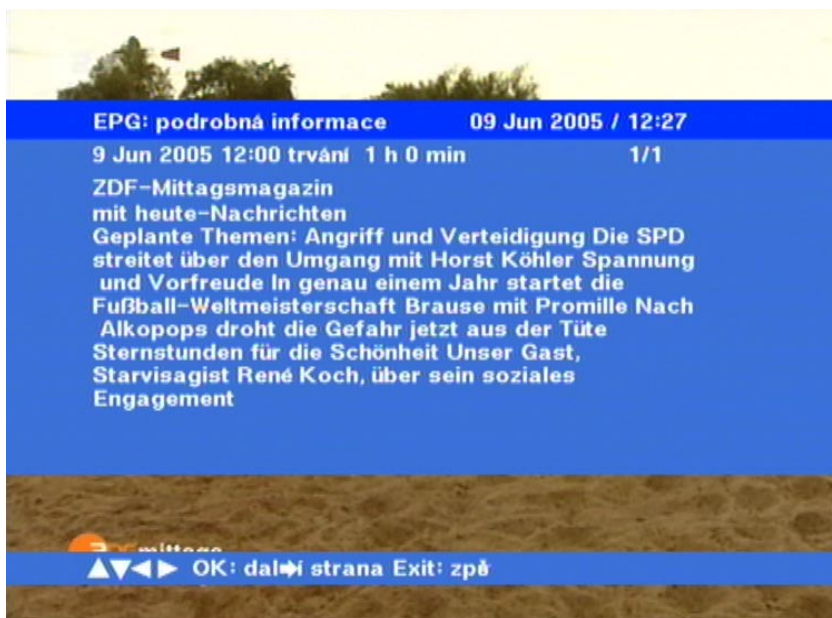 EPG: podrobná informace 09 Jun 2005 / 12:27
9 Jun 2005 12:00 trvání 1 h 0 min 1/1
ZDF-Mittagsmagazin
mit heute-Nachrichten
Geplante Themen: Angriff und Verteidigung Die SPD
streitet über den Umgang mit Horst Köhler Spannung
und Vorfreude In genau einem Jahr startet die
Fußball-Weltmeisterschaft Brause mit Promille Nach
Alkopops droht die Gefahr jetzt aus der Tüte
Sternstunden für die Schönheit Unser Gast,
Starvisagist René Koch, über sein soziales
Engagement
▲▼◄► OK: dal➔í strana Exit: zpě